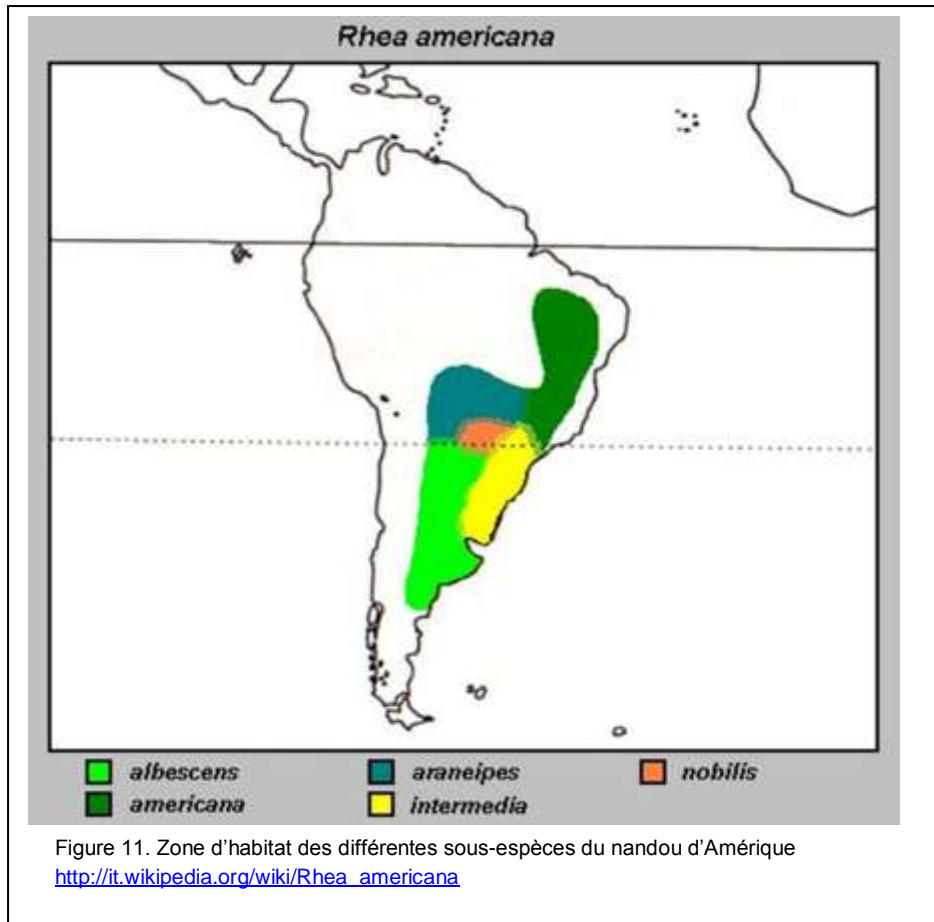 Rhea americana
albescens
araneipes
nobilis
americana
intermedia
Figure 11. Zone d’habitat des différentes sous-espèces du nandou d’Amérique
http://it.wikipedia.org/wiki/Rhea_americana